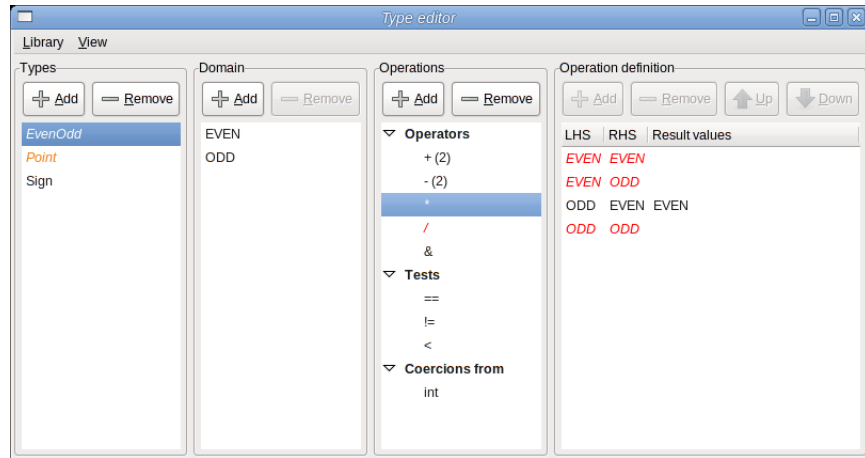 Type editor
Library View
Types
Add Remove
EvenOdd
Point
Sign
Domain
Add Remove
EVEN
ODD
Operations
Add Remove
Operators
+ (2)
- (2)
*
/
&
Tests
==
!=
<
Coercions from
int
Operation definition
Add Remove Up Down
LHS RHS Result values
EVEN EVEN
EVEN ODD
ODD EVEN EVEN
ODD ODD